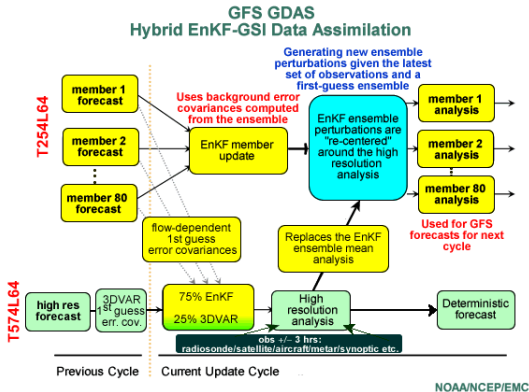 GFS GDAS
Hybrid EnKF-GSI Data Assimilation
Generating new ensemble
perturbations given the latest
set of observations and a
first-guess ensemble
T254L64
member 1
forecast
Uses background error
covariances computed
from the ensemble
member 2
forecast
member 80
forecast
EnKF member
update
EnKF ensemble
perturbations are
"re-centered"
around the high
resolution
analysis
member 1
analysis
member 2
analysis
member 80
analysis
Used for GFS
forecasts for next
cycle
flow-dependent
1st guess
error covariances
Replaces the EnKF
ensemble mean
analysis
T574L64
high res
forecast
3DVAR
1st guess
err. cov.
75% EnKF
25% 3DVAR
High
resolution
analysis
Deterministic
forecast
obs +/- 3 hrs:
radiosonde/satellite/aircraft/metar/synoptic etc.
Previous Cycle
Current Update Cycle
NOAA/NCEP/EMC